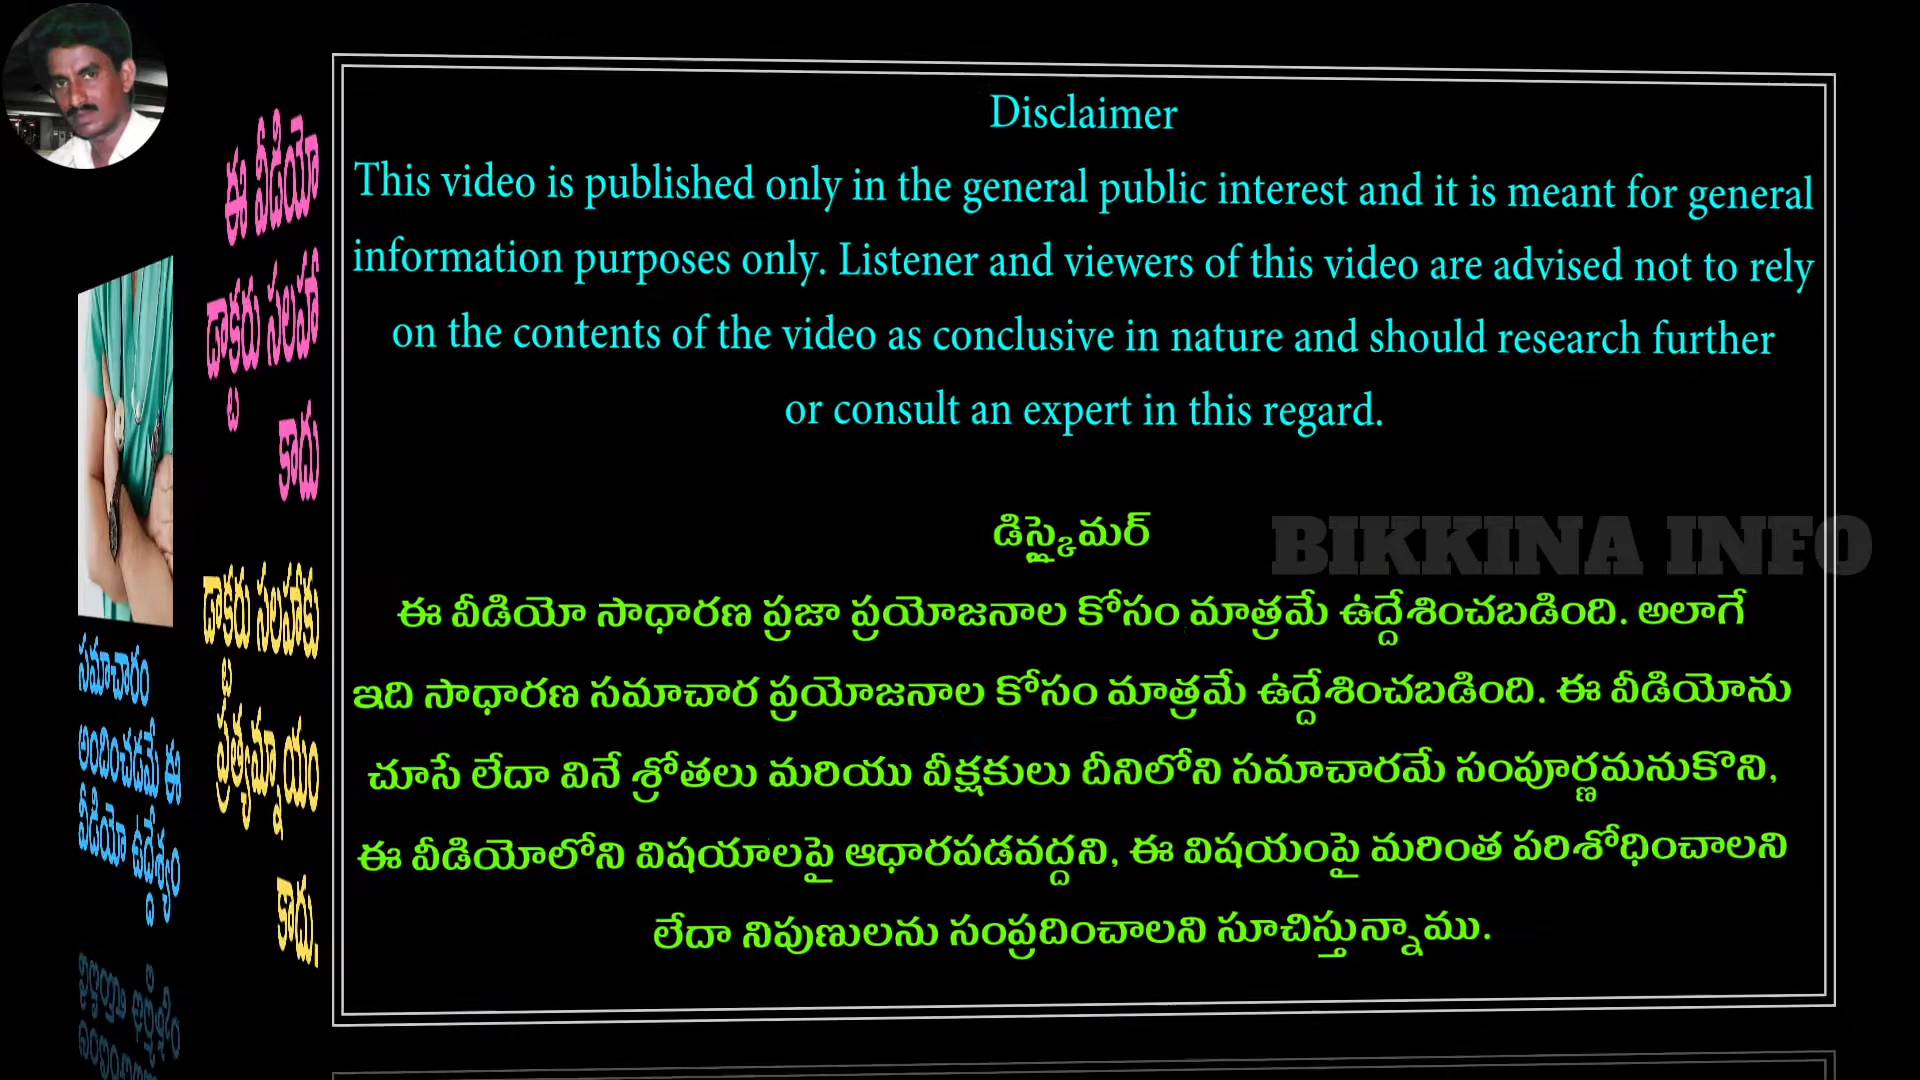 Disclaimer
This video is published only in the general public interest and it is meant for general
information purposes only. Listener and viewers of this video are advised not to rely
on the contents of the video as conclusive in nature and should research further
or consult an expert in this regard.
డిస్క్లైమర్
ఈ వీడియో సాధారణ ప్రజా ప్రయోజనాల కోసం మాత్రమే ఉద్దేశించబడింది. అలాగే
ఇది సాధారణ సమాచార ప్రయోజనాల కోసం మాత్రమే ఉద్దేశించబడింది. ఈ వీడియోను
చూసే లేదా వినే శ్రోతలు మరియు వీక్షకులు దీనిలోని సమాచారమే సంపూర్ణమనుకొని,
ఈ వీడియోలోని విషయాలపై ఆధారపడవద్దని, ఈ విషయంపై మరింత పరిశోధించాలని
లేదా నిపుణులను సంప్రదించాలని సూచిస్తున్నాము.
BIKKINA INFO
ఈ వీడియో
డాక్టరు సలహా
కాదు
డాక్టరు సలహాకు
ప్రత్యమ్నాయం
కాదు.
సమాచారం
అందించడమే ఈ
వీడియో ఉద్దేశ్యం